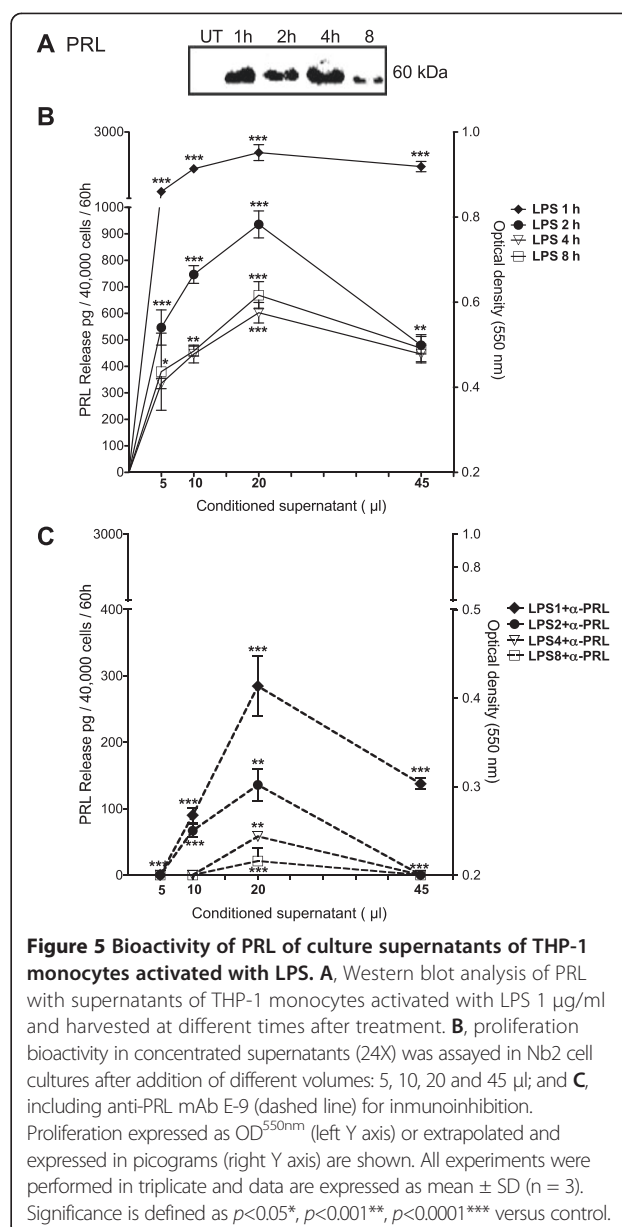 A PRL
UT 1h 2h 4h 8
60 kDa
B
3000
1000
900
800
700
600
500
400
300
200
100
0
PRL Release pg / 40,000 cells / 60h
1.0
0.8
0.6
0.4
0.2
Optical density (550 nm)
*** *** *** ***
*** *** *** **
* ** *** ***
LPS 1 h
LPS 2 h
LPS 4 h
LPS 8 h
5 10 20 45
Conditioned supernatant ( µl)
C
3000
400
300
200
100
0
PRL Release pg / 40,000 cells / 60h
1.0
0.8
0.5
0.4
0.3
0.2
Optical density (550 nm)
*** *** *** ***
*** ** ***
** ***
LPS1+α-PRL
LPS2+α-PRL
LPS4+α-PRL
LPS8+α-PRL
5 10 20 45
Conditioned supernatant ( µl)
Figure 5 Bioactivity of PRL of culture supernatants of THP-1
monocytes activated with LPS. A, Western blot analysis of PRL
with supernatants of THP-1 monocytes activated with LPS 1 µg/ml
and harvested at different times after treatment. B, proliferation
bioactivity in concentrated supernatants (24X) was assayed in Nb2 cell
cultures after addition of different volumes: 5, 10, 20 and 45 µl; and C,
including anti-PRL mAb E-9 (dashed line) for inmunoinhibition.
Proliferation expressed as OD550nm (left Y axis) or extrapolated and
expressed in picograms (right Y axis) are shown. All experiments were
performed in triplicate and data are expressed as mean ± SD (n = 3).
Significance is defined as p<0.05*, p<0.001**, p<0.0001*** versus control.